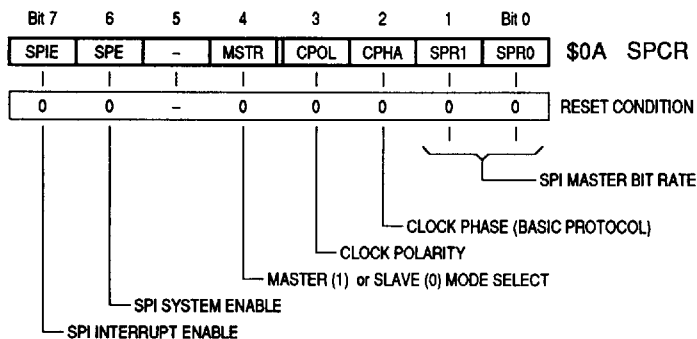 Bit 7 6 5 4 3 2 1 Bit 0
SPIE SPE – MSTR CPOL CPHA SPR1 SPR0 $0A SPCR
0 0 – 0 0 0 0 0 RESET CONDITION
SPI MASTER BIT RATE
CLOCK PHASE (BASIC PROTOCOL)
CLOCK POLARITY
MASTER (1) or SLAVE (0) MODE SELECT
SPI SYSTEM ENABLE
SPI INTERRUPT ENABLE